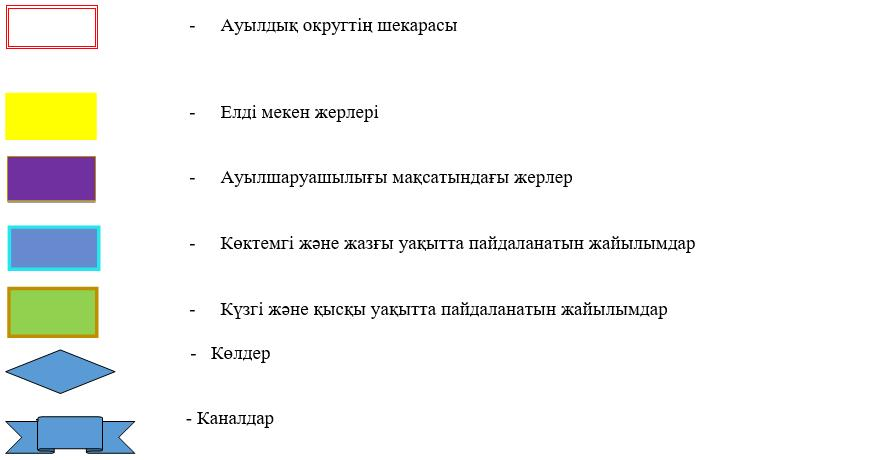 - Ауылдық округтің шекарасы
- Елді мекен жерлері
- Ауылшаруашылығы мақсатындағы жерлер
- Көктемгі және жазғы уақытта пайдаланатын жайылымдар
- Күзгі және қысқы уақытта пайдаланатын жайылымдар
- Көлдер
- Каналдар